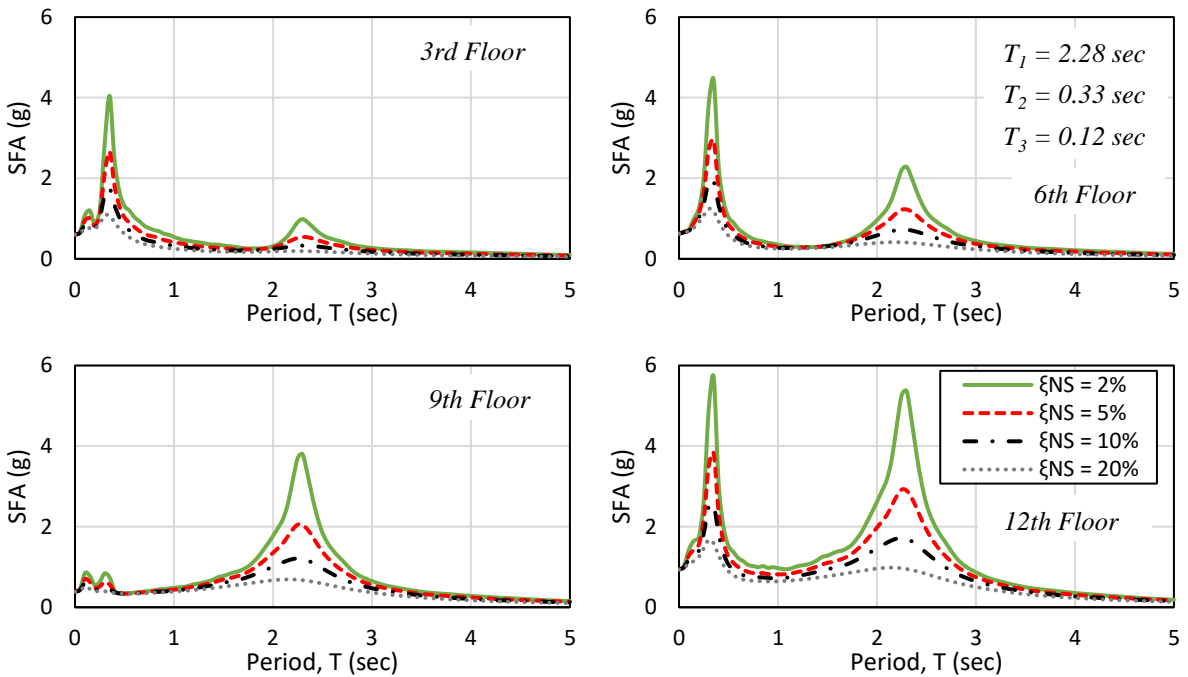 6
4
2
0
SFA (g)
3rd Floor
0 1 2 3 4 5
Period, T (sec)
6
4
2
0
SFA (g)
T₁ = 2.28 sec
T₂ = 0.33 sec
T₃ = 0.12 sec
6th Floor
0 1 2 3 4 5
Period, T (sec)
6
4
2
0
SFA (g)
9th Floor
0 1 2 3 4 5
Period, T (sec)
6
4
2
0
SFA (g)
ξNS = 2%
ξNS = 5%
ξNS = 10%
ξNS = 20%
12th Floor
0 1 2 3 4 5
Period, T (sec)